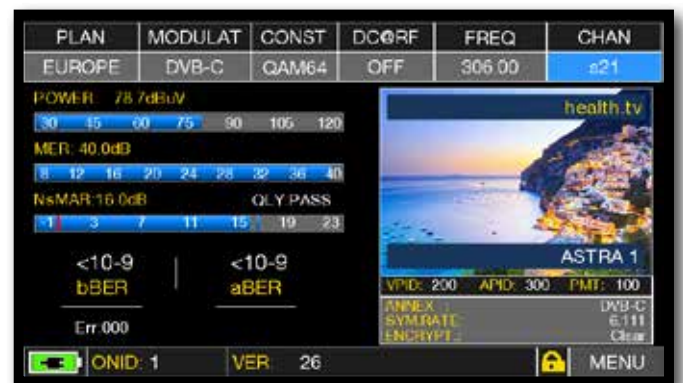 PLAN MODULAT CONST DC@RF FREQ CHAN
EUROPE DVB-C QAM64 OFF 306.00 s21
POWER: 78.7dBuV
30 45 60 75 90 105 120
MER: 40.0dB
8 12 16 20 24 28 32 36 40
NsMAR:16.0dB QLY:PASS
-1 3 7 11 15 19 23
<10-9 <10-9
bBER aBER
Err:000
health.tv
ASTRA 1
VPID: 200 APID: 300 PMT: 100
ANNEX : DVB-C
SYM.RATE: 6.111
ENCRYPT.: Clear
ONID: 1 VER 26 MENU